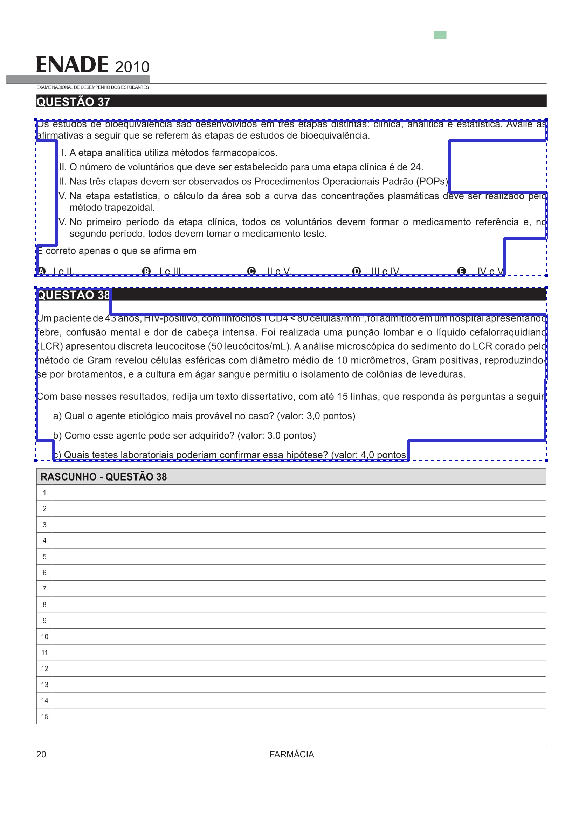 ENADE 2010
EXAME NACIONAL DE DESEMPENHO DOS ESTUDANTES
QUESTÃO 37
Os estudos de bioequivalência são desenvolvidos em três etapas distintas: clínica, analítica e estatística. Avalie as
afirmativas a seguir que se referem às etapas de estudos de bioequivalência.
I. A etapa analítica utiliza métodos farmacopeicos.
II. O número de voluntários que deve ser estabelecido para uma etapa clínica é de 24.
III. Nas três etapas devem ser observados os Procedimentos Operacionais Padrão (POPs)
IV. Na etapa estatística, o cálculo da área sob a curva das concentrações plasmáticas deve ser realizado pelo
método trapezoidal.
V. No primeiro período da etapa clínica, todos os voluntários devem tomar o medicamento referência e, no
segundo período, todos devem tomar o medicamento teste.
É correto apenas o que se afirma em
A I e II. B I e III. C II e V. D III e IV. E IV e V.
QUESTÃO 38
Um paciente de 45 anos, HIV-positivo, com linfócitos TCD4 < 80 células/mm³, foi admitido em um hospital apresentando
febre, confusão mental e dor de cabeça intensa. Foi realizada uma punção lombar e o líquido cefalorraquidiano
(LCR) apresentou discreta leucocitose (50 leucócitos/mL). A análise microscópica do sedimento do LCR corado pelo
método de Gram revelou células esféricas com diâmetro médio de 10 micrômetros, Gram positivas, reproduzindo-
se por brotamentos, e a cultura em ágar sangue permitiu o isolamento de colônias de leveduras.
Com base nesses resultados, redija um texto dissertativo, com até 15 linhas, que responda às perguntas a seguir.
a) Qual o agente etiológico mais provável no caso? (valor: 3,0 pontos)
b) Como esse agente pode ser adquirido? (valor: 3,0 pontos)
c) Quais testes laboratoriais poderiam confirmar essa hipótese? (valor: 4,0 pontos)
RASCUNHO - QUESTÃO 38
1
2
3
4
5
6
7
8
9
10
11
12
13
14
15
20 FARMÁCIA